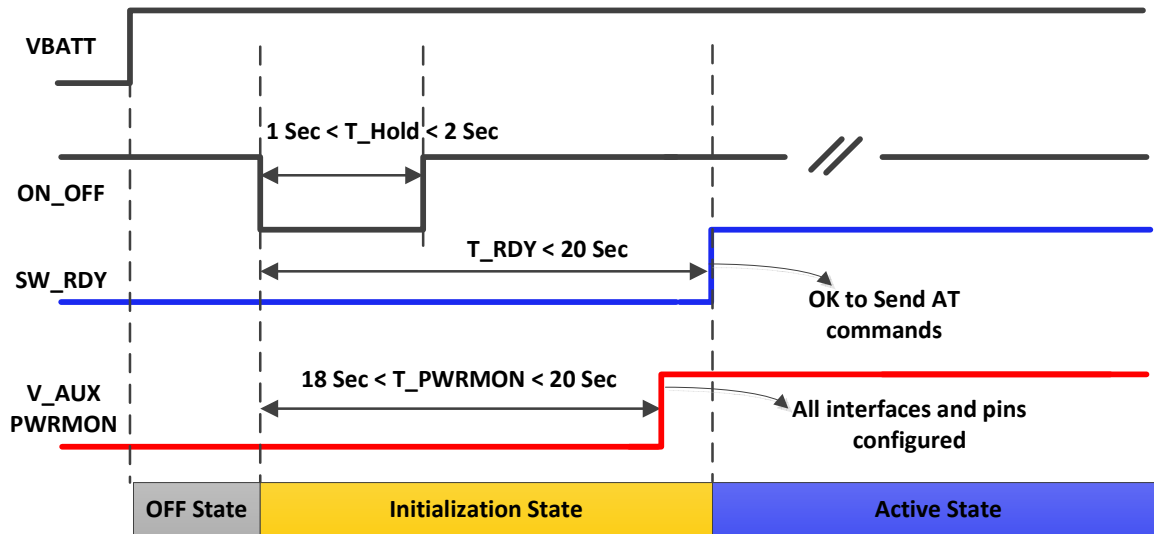 VBATT
1 Sec < T_Hold < 2 Sec
ON_OFF
T_RDY < 20 Sec
SW_RDY
OK to Send AT
commands
18 Sec < T_PWRMON < 20 Sec
V_AUX
PWRMON
All interfaces and pins
configured
OFF State
Initialization State
Active State